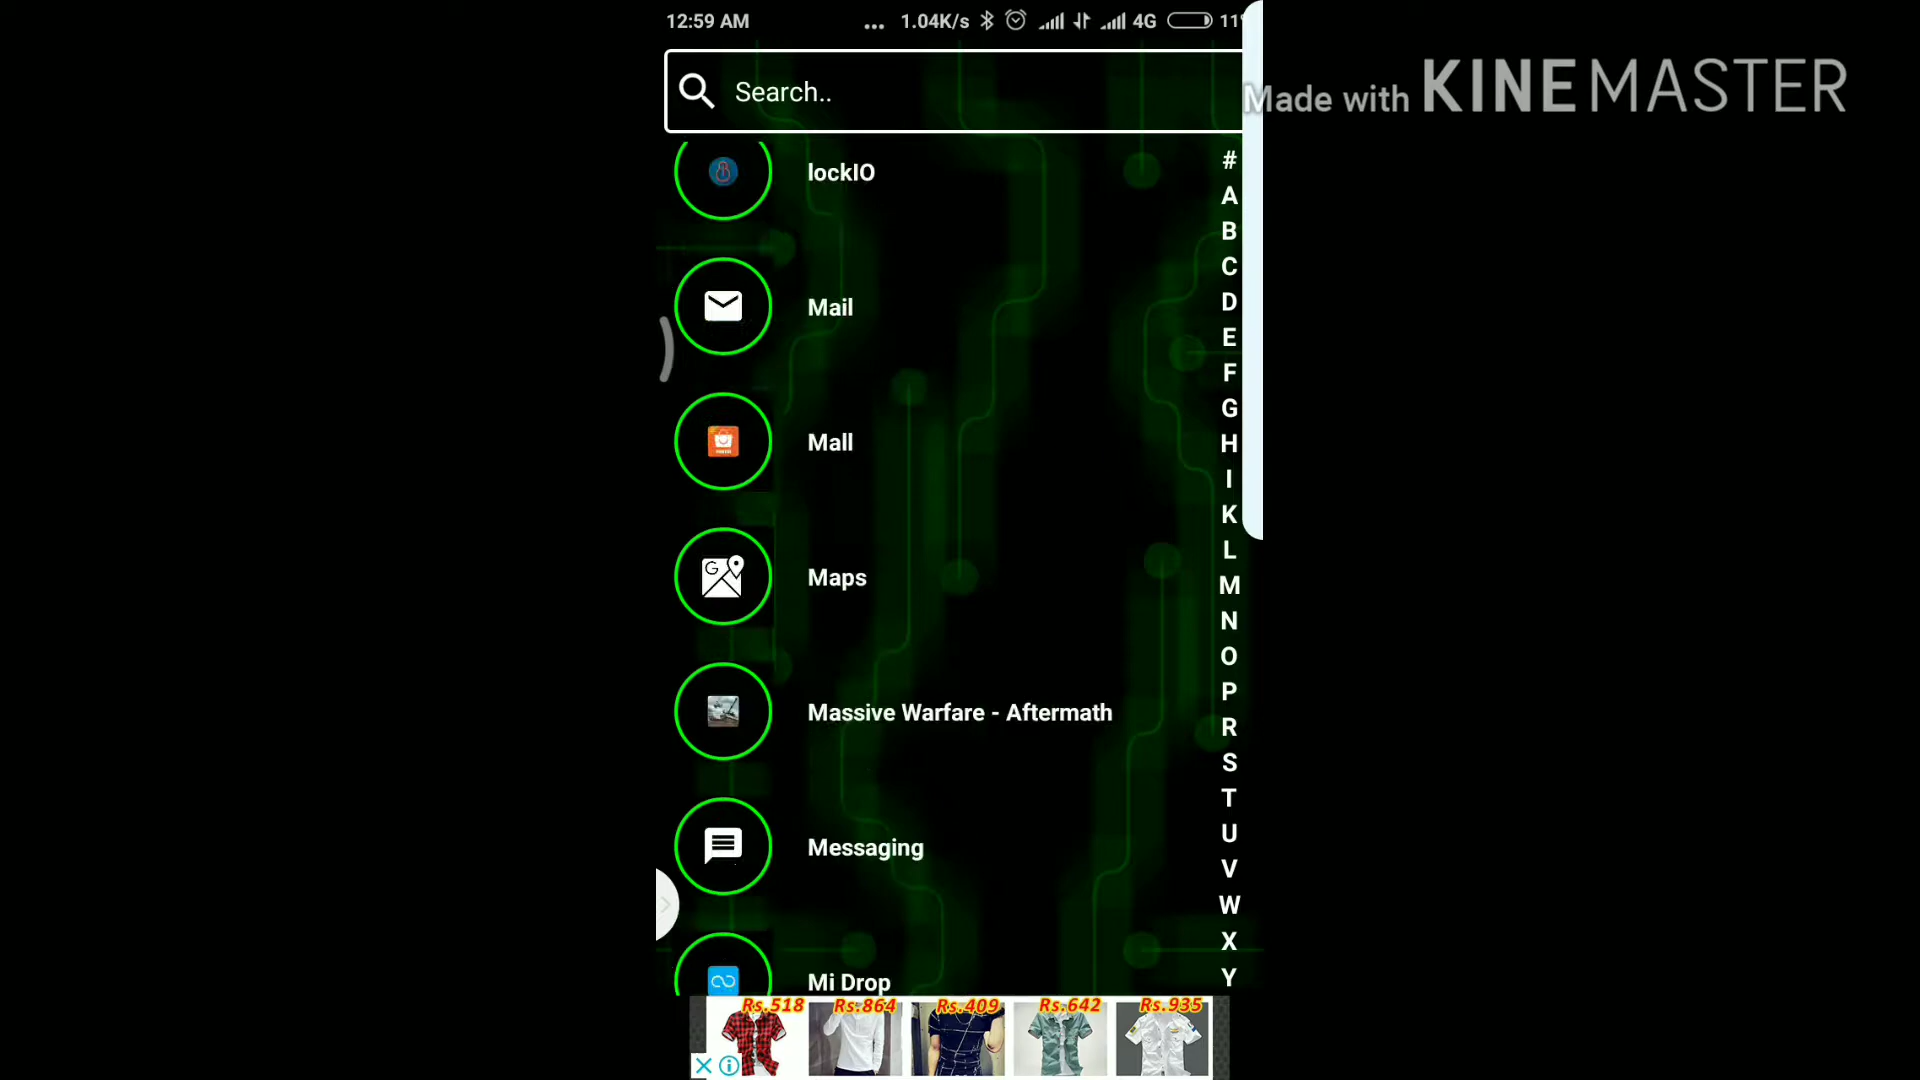 12:59 AM
... 1.04K/s 4G 11
Search..
Made with KINEMASTER
lockIO
Mail
Mall
Maps
Massive Warfare - Aftermath
Messaging
Mi Drop
#
A
B
C
D
E
F
G
H
I
K
L
M
N
O
P
R
S
T
U
V
W
X
Y
Rs.518 Rs.864 Rs.409 Rs.642 Rs.935